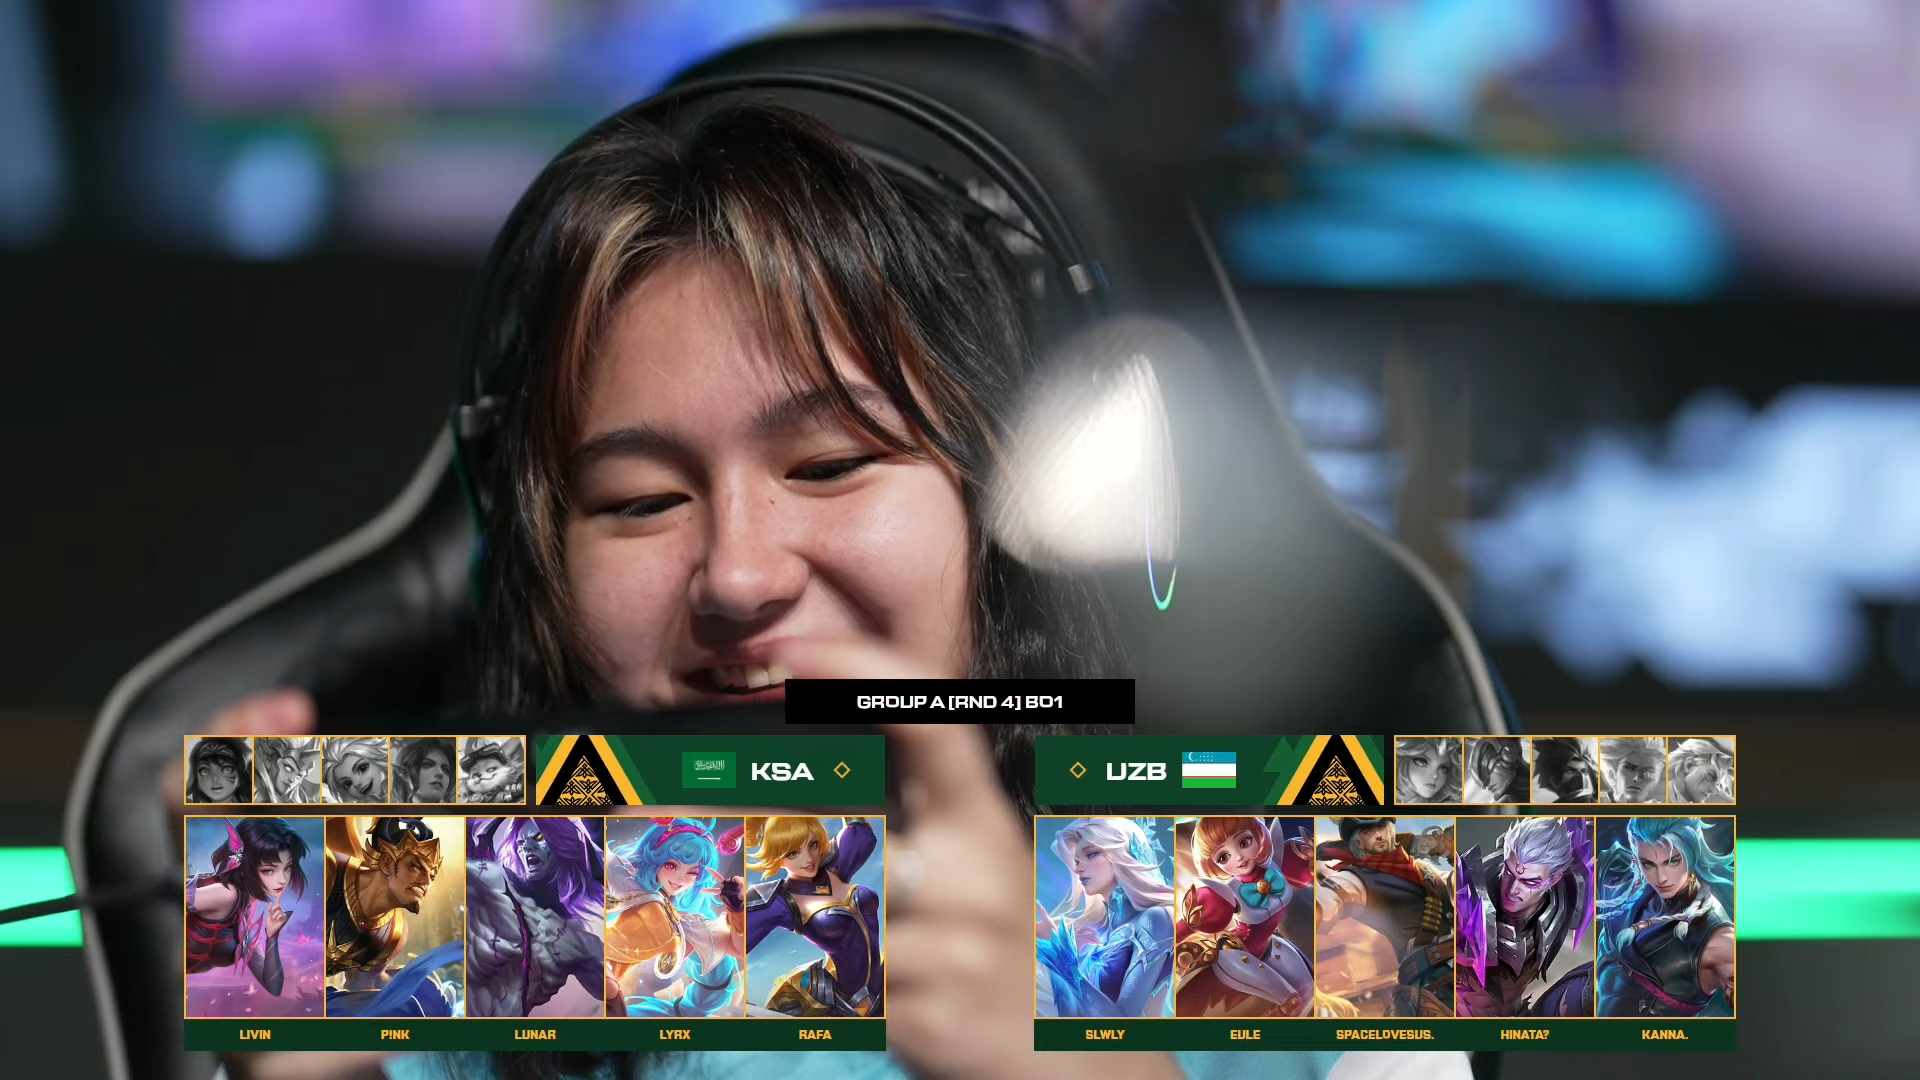 GROUP A [RND 4] BO1
KSA
UZB
LIVIN
P!NK
LUNAR
LYRX
RAFA
SLWLY
EULE
SPACELOVESUS.
HINATA?
KANNA.